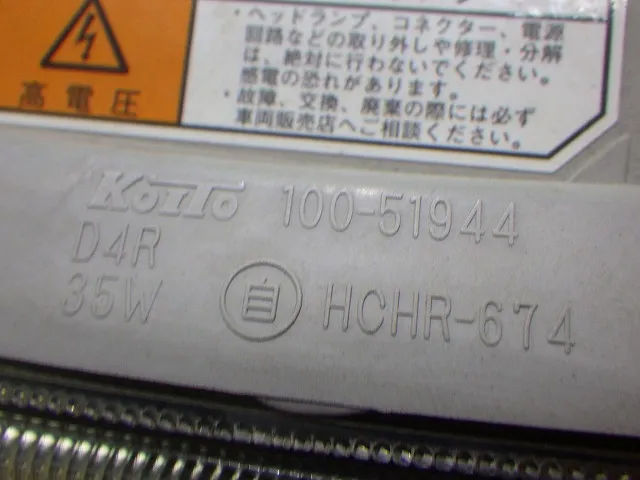 ・ヘッドランプ、コネクター、電源
回路などの取り外しや修理・分解
は、絶対に行わないでください。
感電の恐れがあります。
・故障、交換、廃棄の際には必ず
車両販売店へご相談ください。
高電圧
KOITO 100-51944
D4R
35W 自 HCHR-674